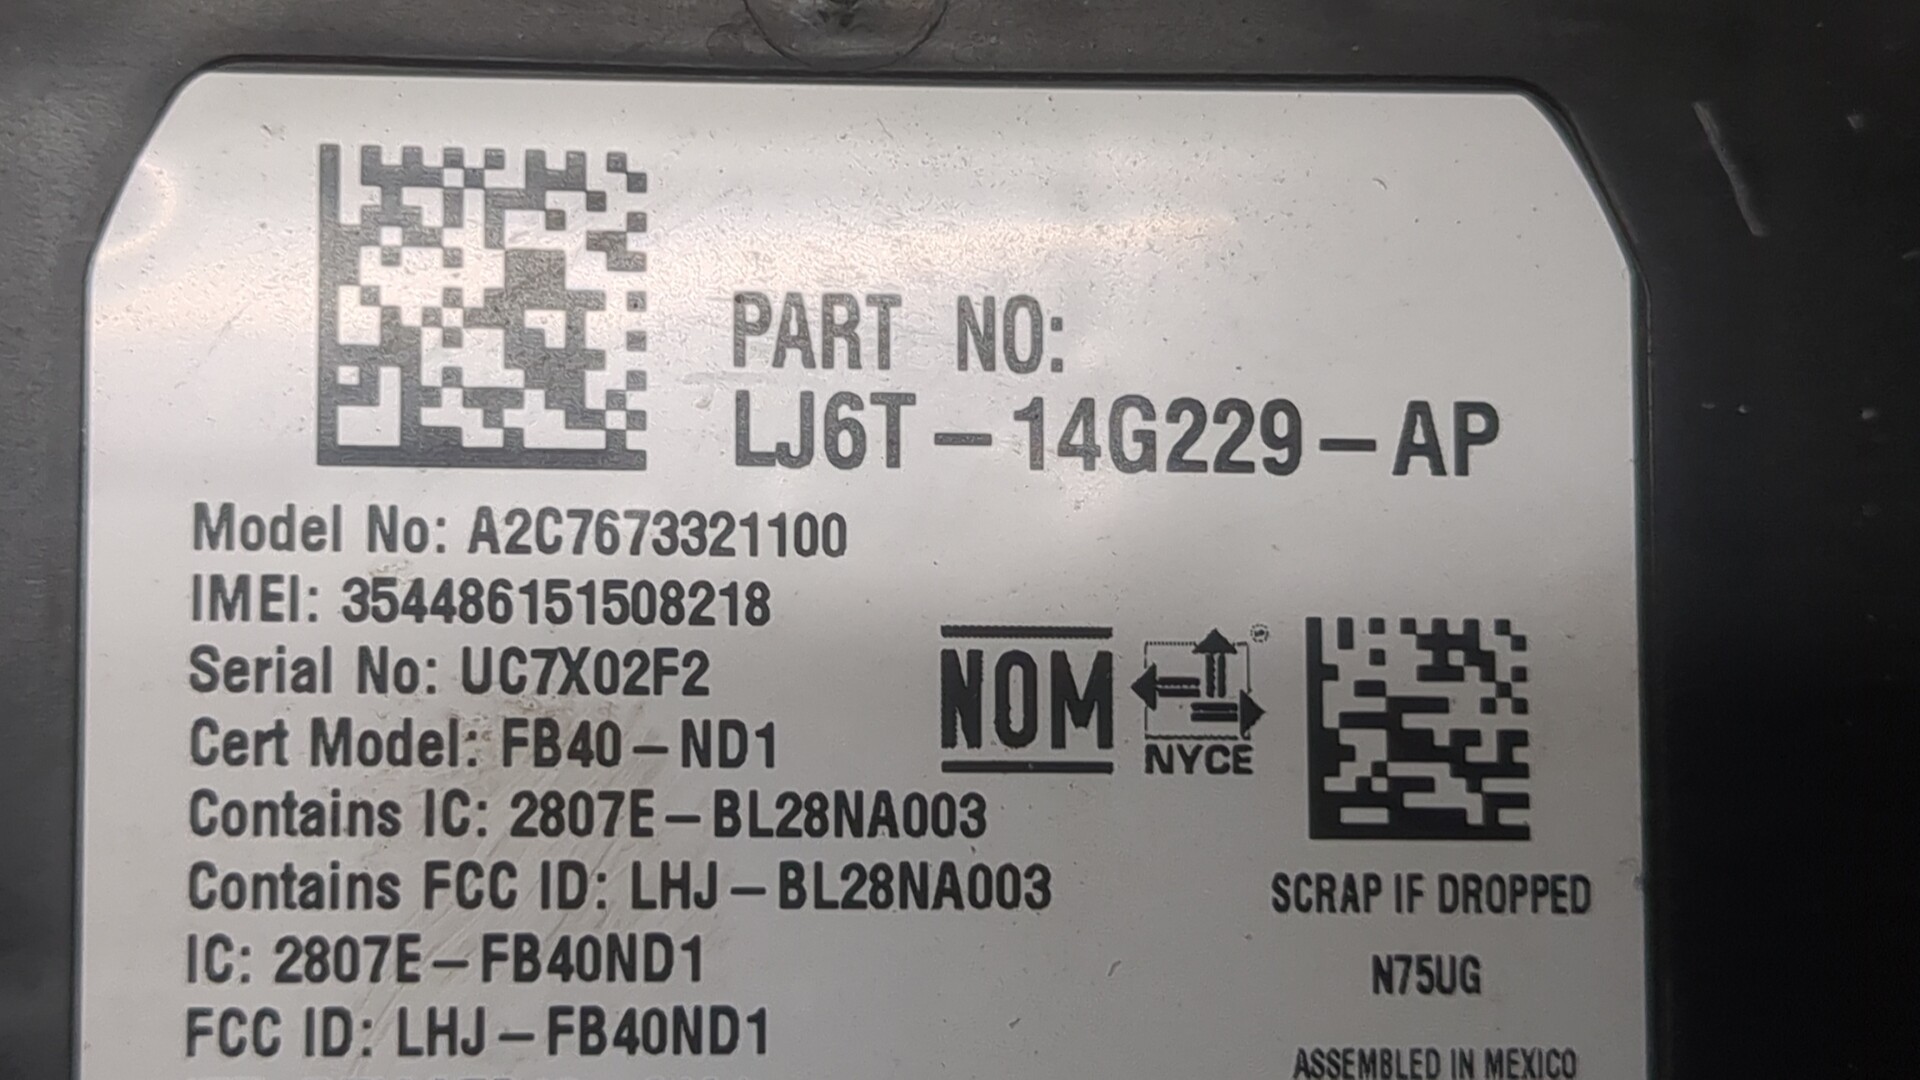 PART NO:
LJ6T-14G229-AP
Model No: A2C7673321100
IMEI: 354486151508218
Serial No: UC7X02F2
Cert Model: FB40-ND1
NOM
NYCE
Contains IC: 2807E-BL28NA003
Contains FCC ID: LHJ-BL28NA003
SCRAP IF DROPPED
IC: 2807E-FB40ND1
N75UG
FCC ID: LHJ-FB40ND1
ASSEMBLED IN MEXICO